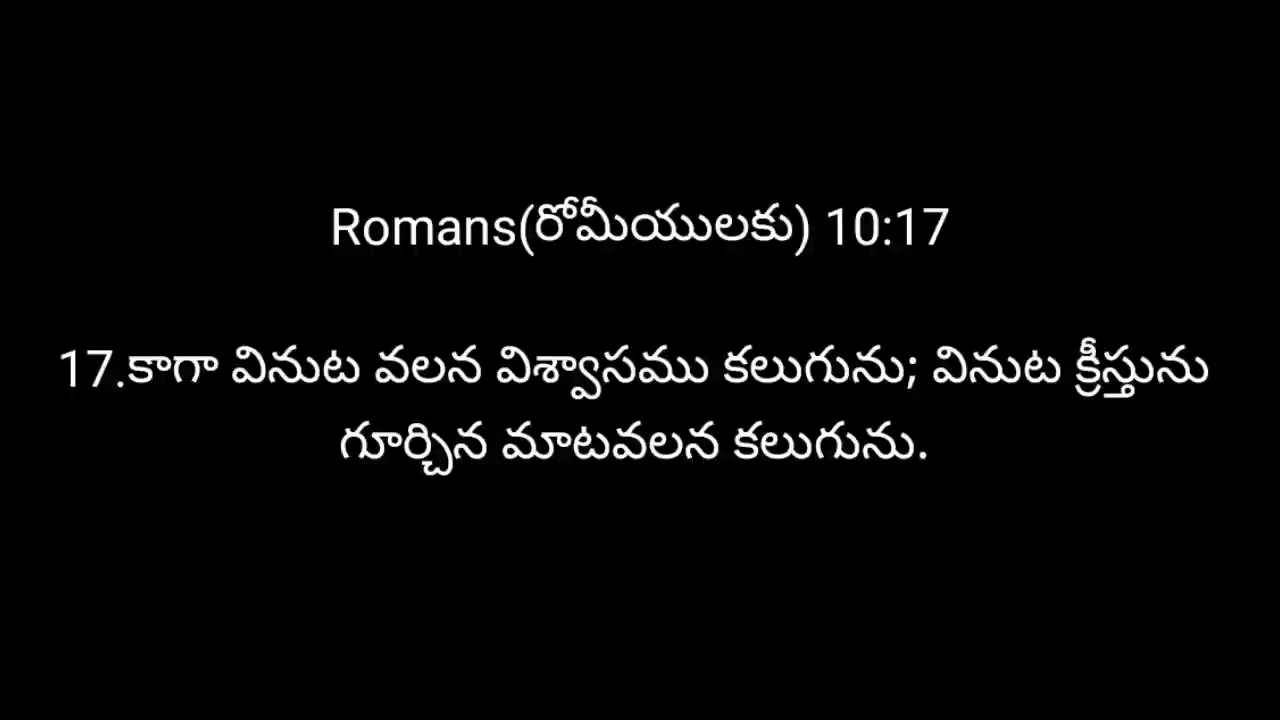 Romans(రోమీయులకు) 10:17
17.కాగా వినుట వలన విశ్వాసము కలుగును; వినుట క్రీస్తును
గూర్చిన మాటవలన కలుగును.